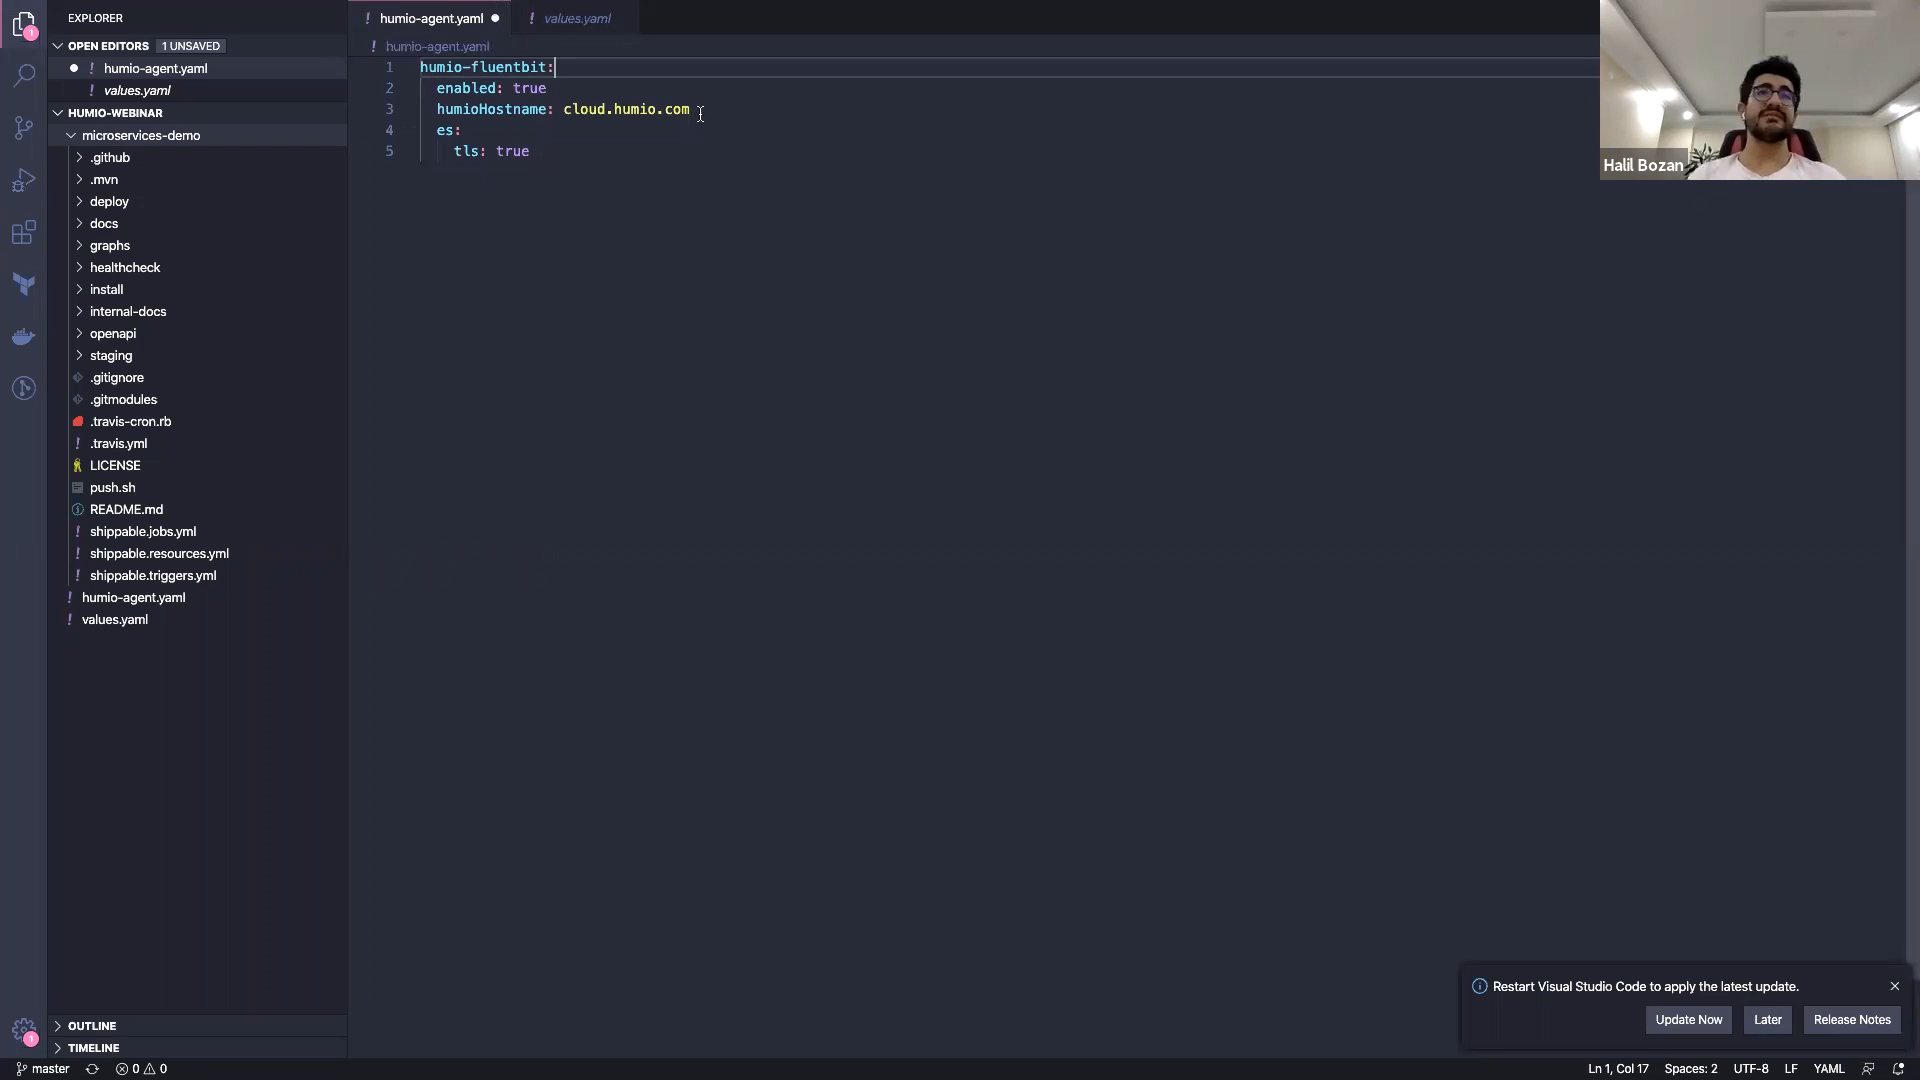 EXPLORER
OPEN EDITORS 1 UNSAVED
! humio-agent.yaml
! values.yaml
HUMIO-WEBINAR
microservices-demo
.github
.mvn
deploy
docs
graphs
healthcheck
install
internal-docs
openapi
staging
.gitignore
.gitmodules
.travis-cron.rb
! .travis.yml
LICENSE
push.sh
README.md
! shippable.jobs.yml
! shippable.resources.yml
! shippable.triggers.yml
! humio-agent.yaml
! values.yaml
OUTLINE
TIMELINE
! humio-agent.yaml
! values.yaml
! humio-agent.yaml
1 humio-fluentbit:
2 enabled: true
3 humioHostname: cloud.humio.com
4 es:
5 tls: true
Halil Bozan
Restart Visual Studio Code to apply the latest update.
Update Now
Later
Release Notes
1
1
master
0 0
Ln 1, Col 17
Spaces: 2
UTF-8
LF
YAML